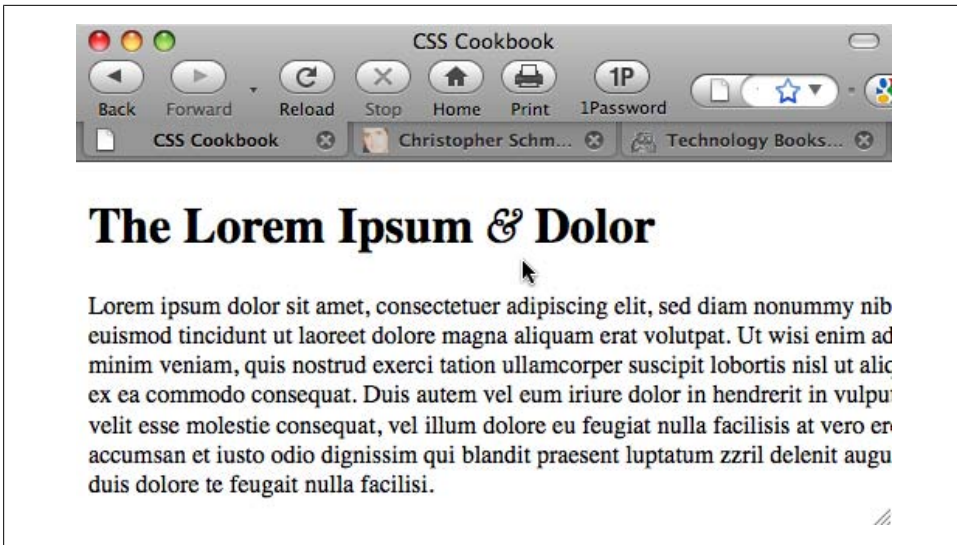 CSS Cookbook
1P
Back Forward Reload Stop Home Print 1Password
CSS Cookbook Christopher Schm... Technology Books...
The Lorem Ipsum & Dolor
Lorem ipsum dolor sit amet, consectetuer adipiscing elit, sed diam nonummy nib
euismod tincidunt ut laoreet dolore magna aliquam erat volutpat. Ut wisi enim ad
minim veniam, quis nostrud exerci tation ullamcorper suscipit lobortis nisl ut aliq
ex ea commodo consequat. Duis autem vel eum iriure dolor in hendrerit in vulput
velit esse molestie consequat, vel illum dolore eu feugiat nulla facilisis at vero er
accumsan et iusto odio dignissim qui blandit praesent luptatum zzril delenit augu
duis dolore te feugait nulla facilisi.